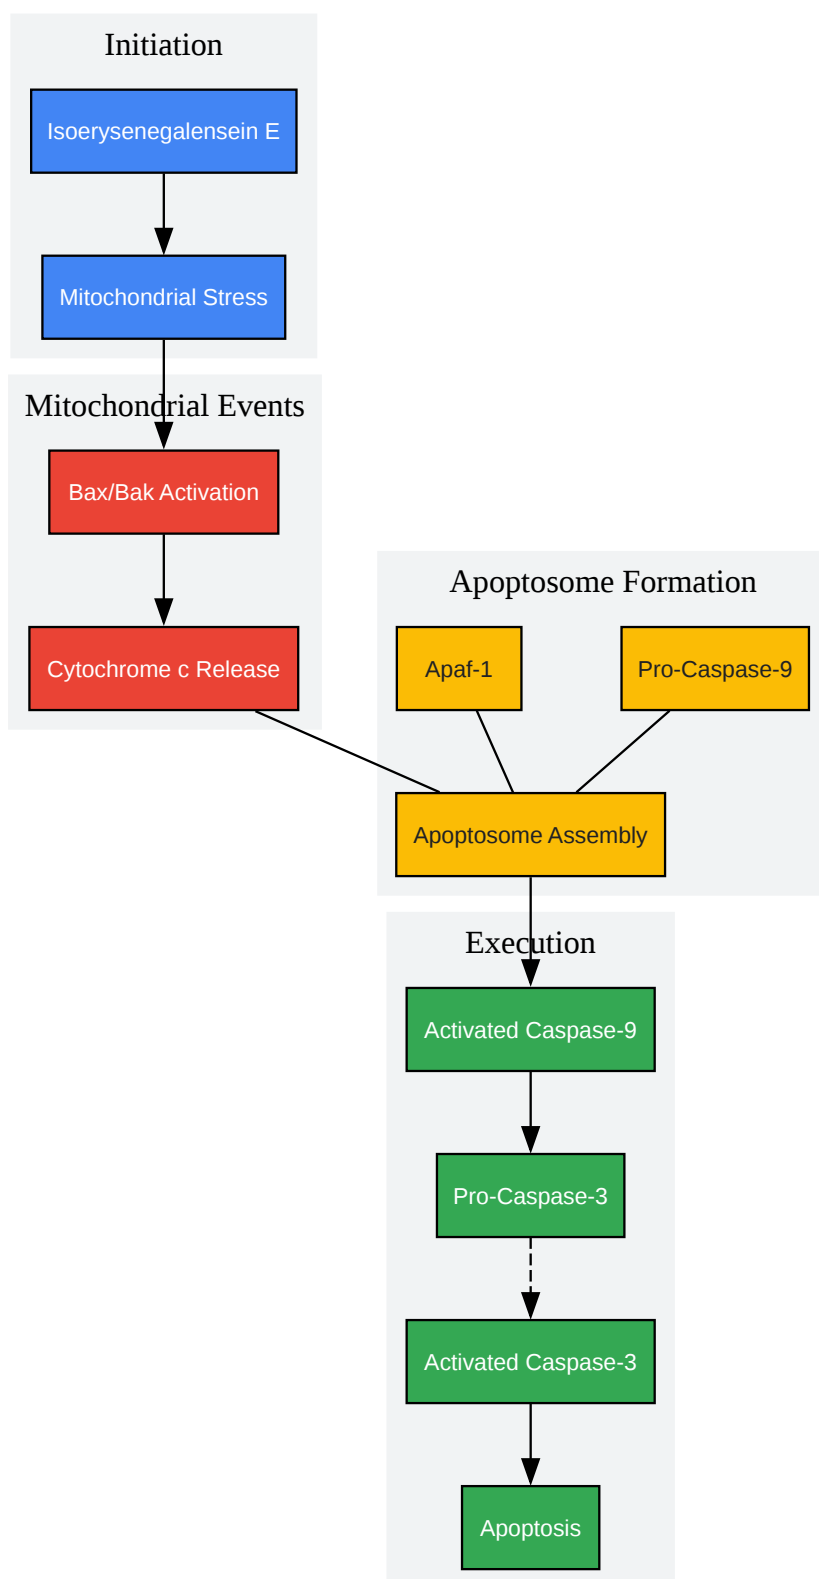 Initiation
Isoerysenegalensein E
Mitochondrial Stress
Mitochondrial Events
Bax/Bak Activation
Cytochrome c Release
Apoptosome Formation
Apaf-1
Pro-Caspase-9
Apoptosome Assembly
Execution
Activated Caspase-9
Pro-Caspase-3
Activated Caspase-3
Apoptosis